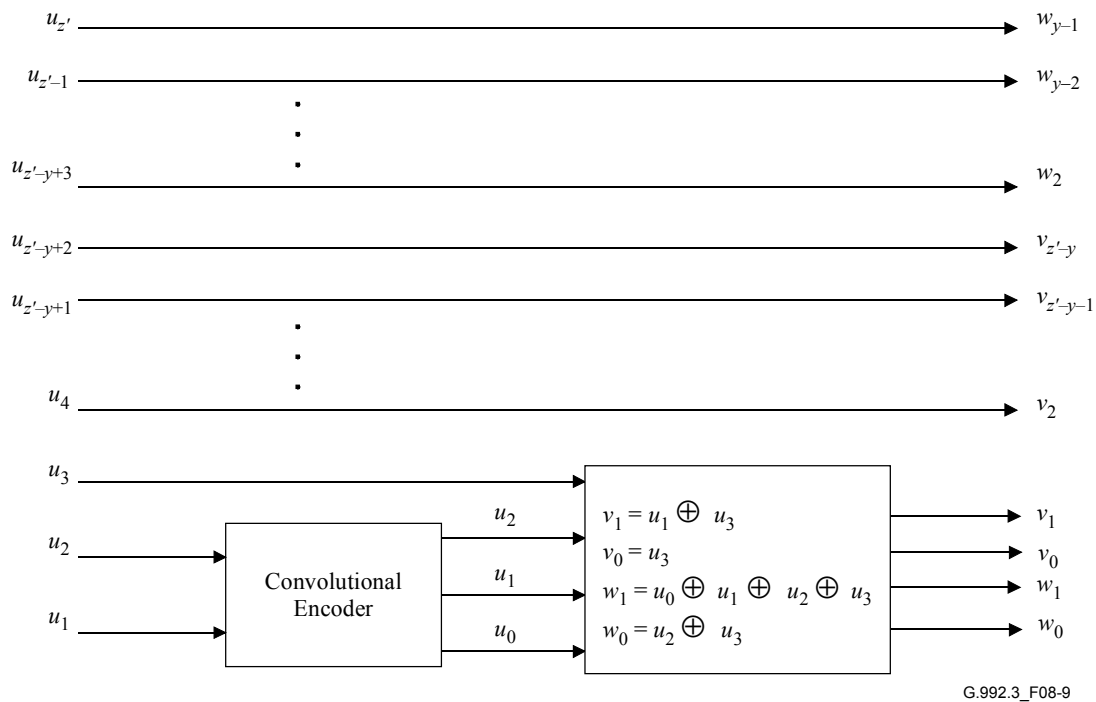 u_{z'} w_{y–1}
u_{z'–1} w_{y–2}
u_{z'–y+3} w_2
u_{z'–y+2} v_{z'–y}
u_{z'–y+1} v_{z'–y–1}
u_4 v_2
u_3
u_2
u_1
Convolutional
Encoder
u_2
u_1
u_0
v_1 = u_1 ⊕ u_3
v_0 = u_3
w_1 = u_0 ⊕ u_1 ⊕ u_2 ⊕ u_3
w_0 = u_2 ⊕ u_3
v_1
v_0
w_1
w_0
G.992.3_F08-9